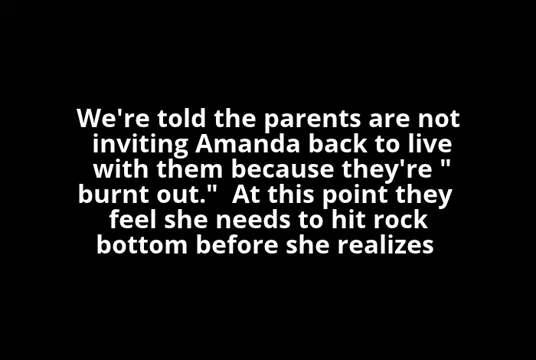 We're told the parents are not
inviting Amanda back to live
with them because they're "
burnt out."  At this point they
feel she needs to hit rock
bottom before she realizes